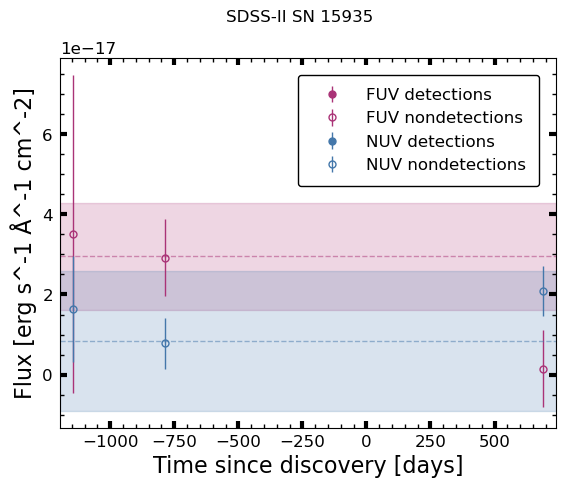 SDSS-II SN 15935
1e−17
FUV detections
FUV nondetections
NUV detections
NUV nondetections
6
4
2
0
Flux [erg s^-1 Å^-1 cm^-2]
−1000 −750 −500 −250 0 250 500
Time since discovery [days]